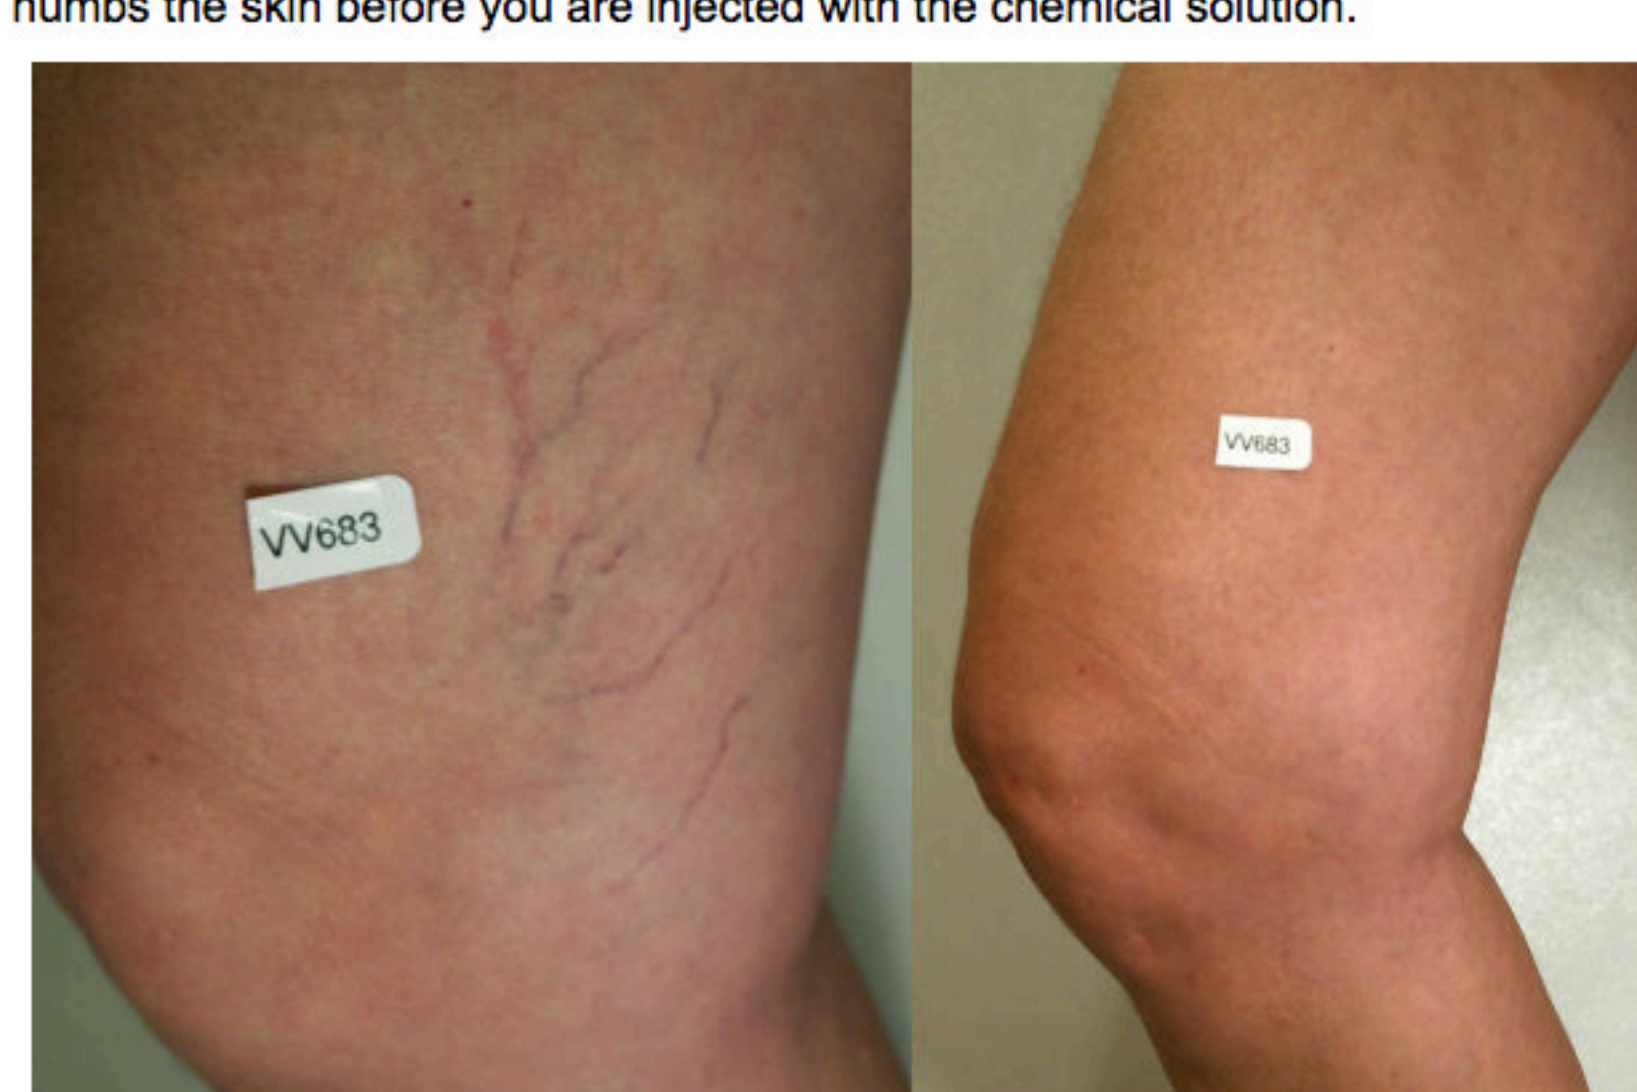 numbs the skin before you are injected with the chemical solution.
VV683
VV683